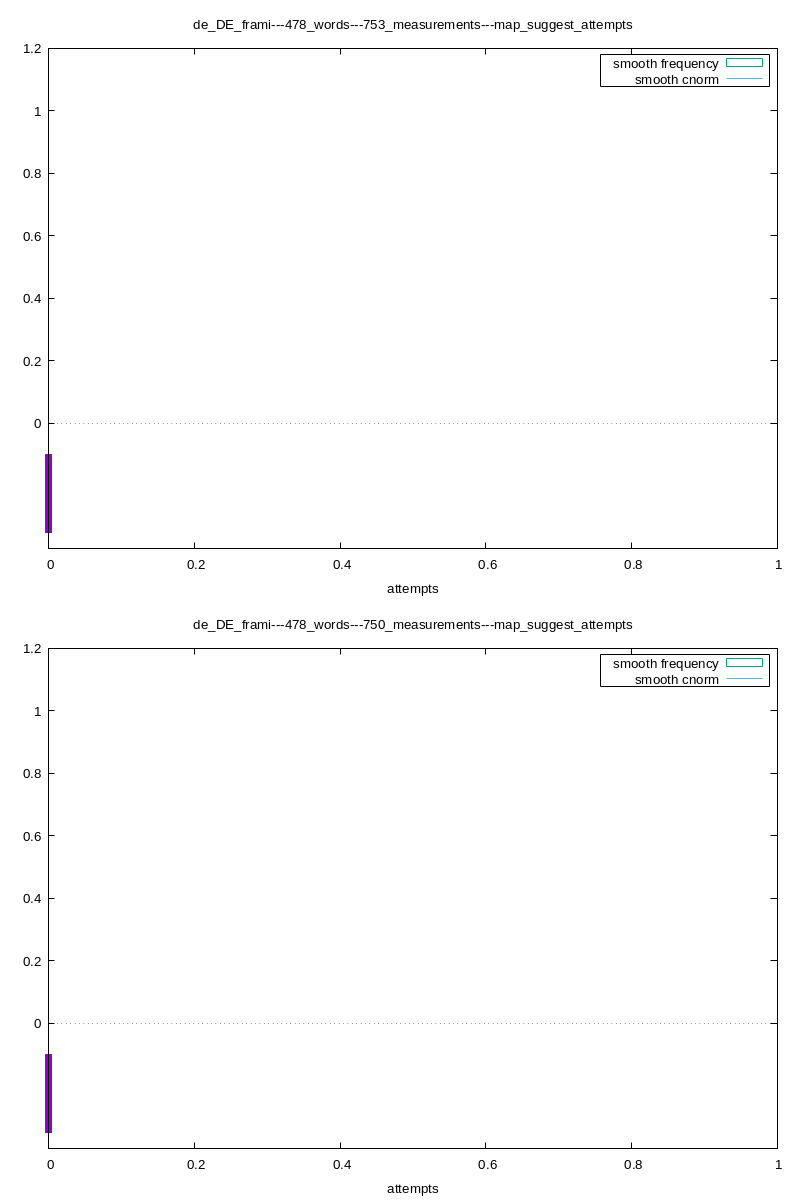 de_DE_frami---478_words---753_measurements---map_suggest_attempts
smooth frequency
smooth cnorm
1.2
1
0.8
0.6
0.4
0.2
0
0 0.2 0.4 0.6 0.8 1
attempts
de_DE_frami---478_words---750_measurements---map_suggest_attempts
smooth frequency
smooth cnorm
1.2
1
0.8
0.6
0.4
0.2
0
0 0.2 0.4 0.6 0.8 1
attempts